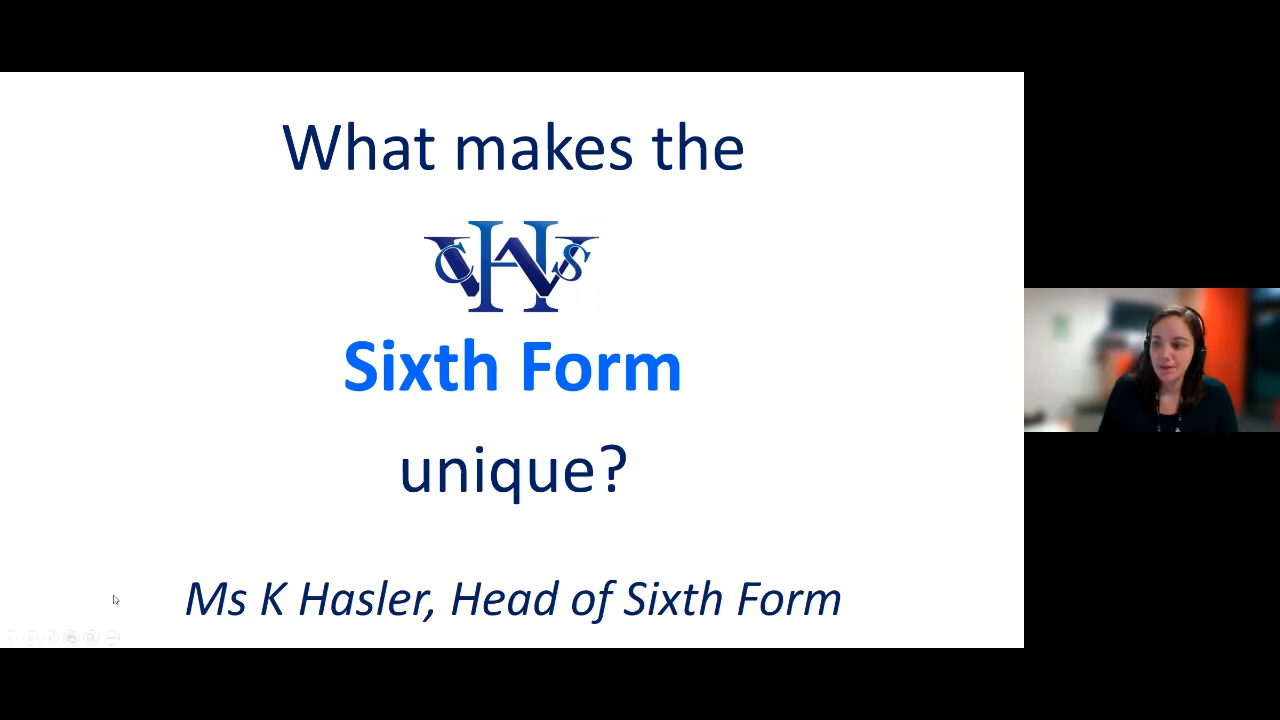 What makes the
Sixth Form
unique?
Ms K Hasler, Head of Sixth Form